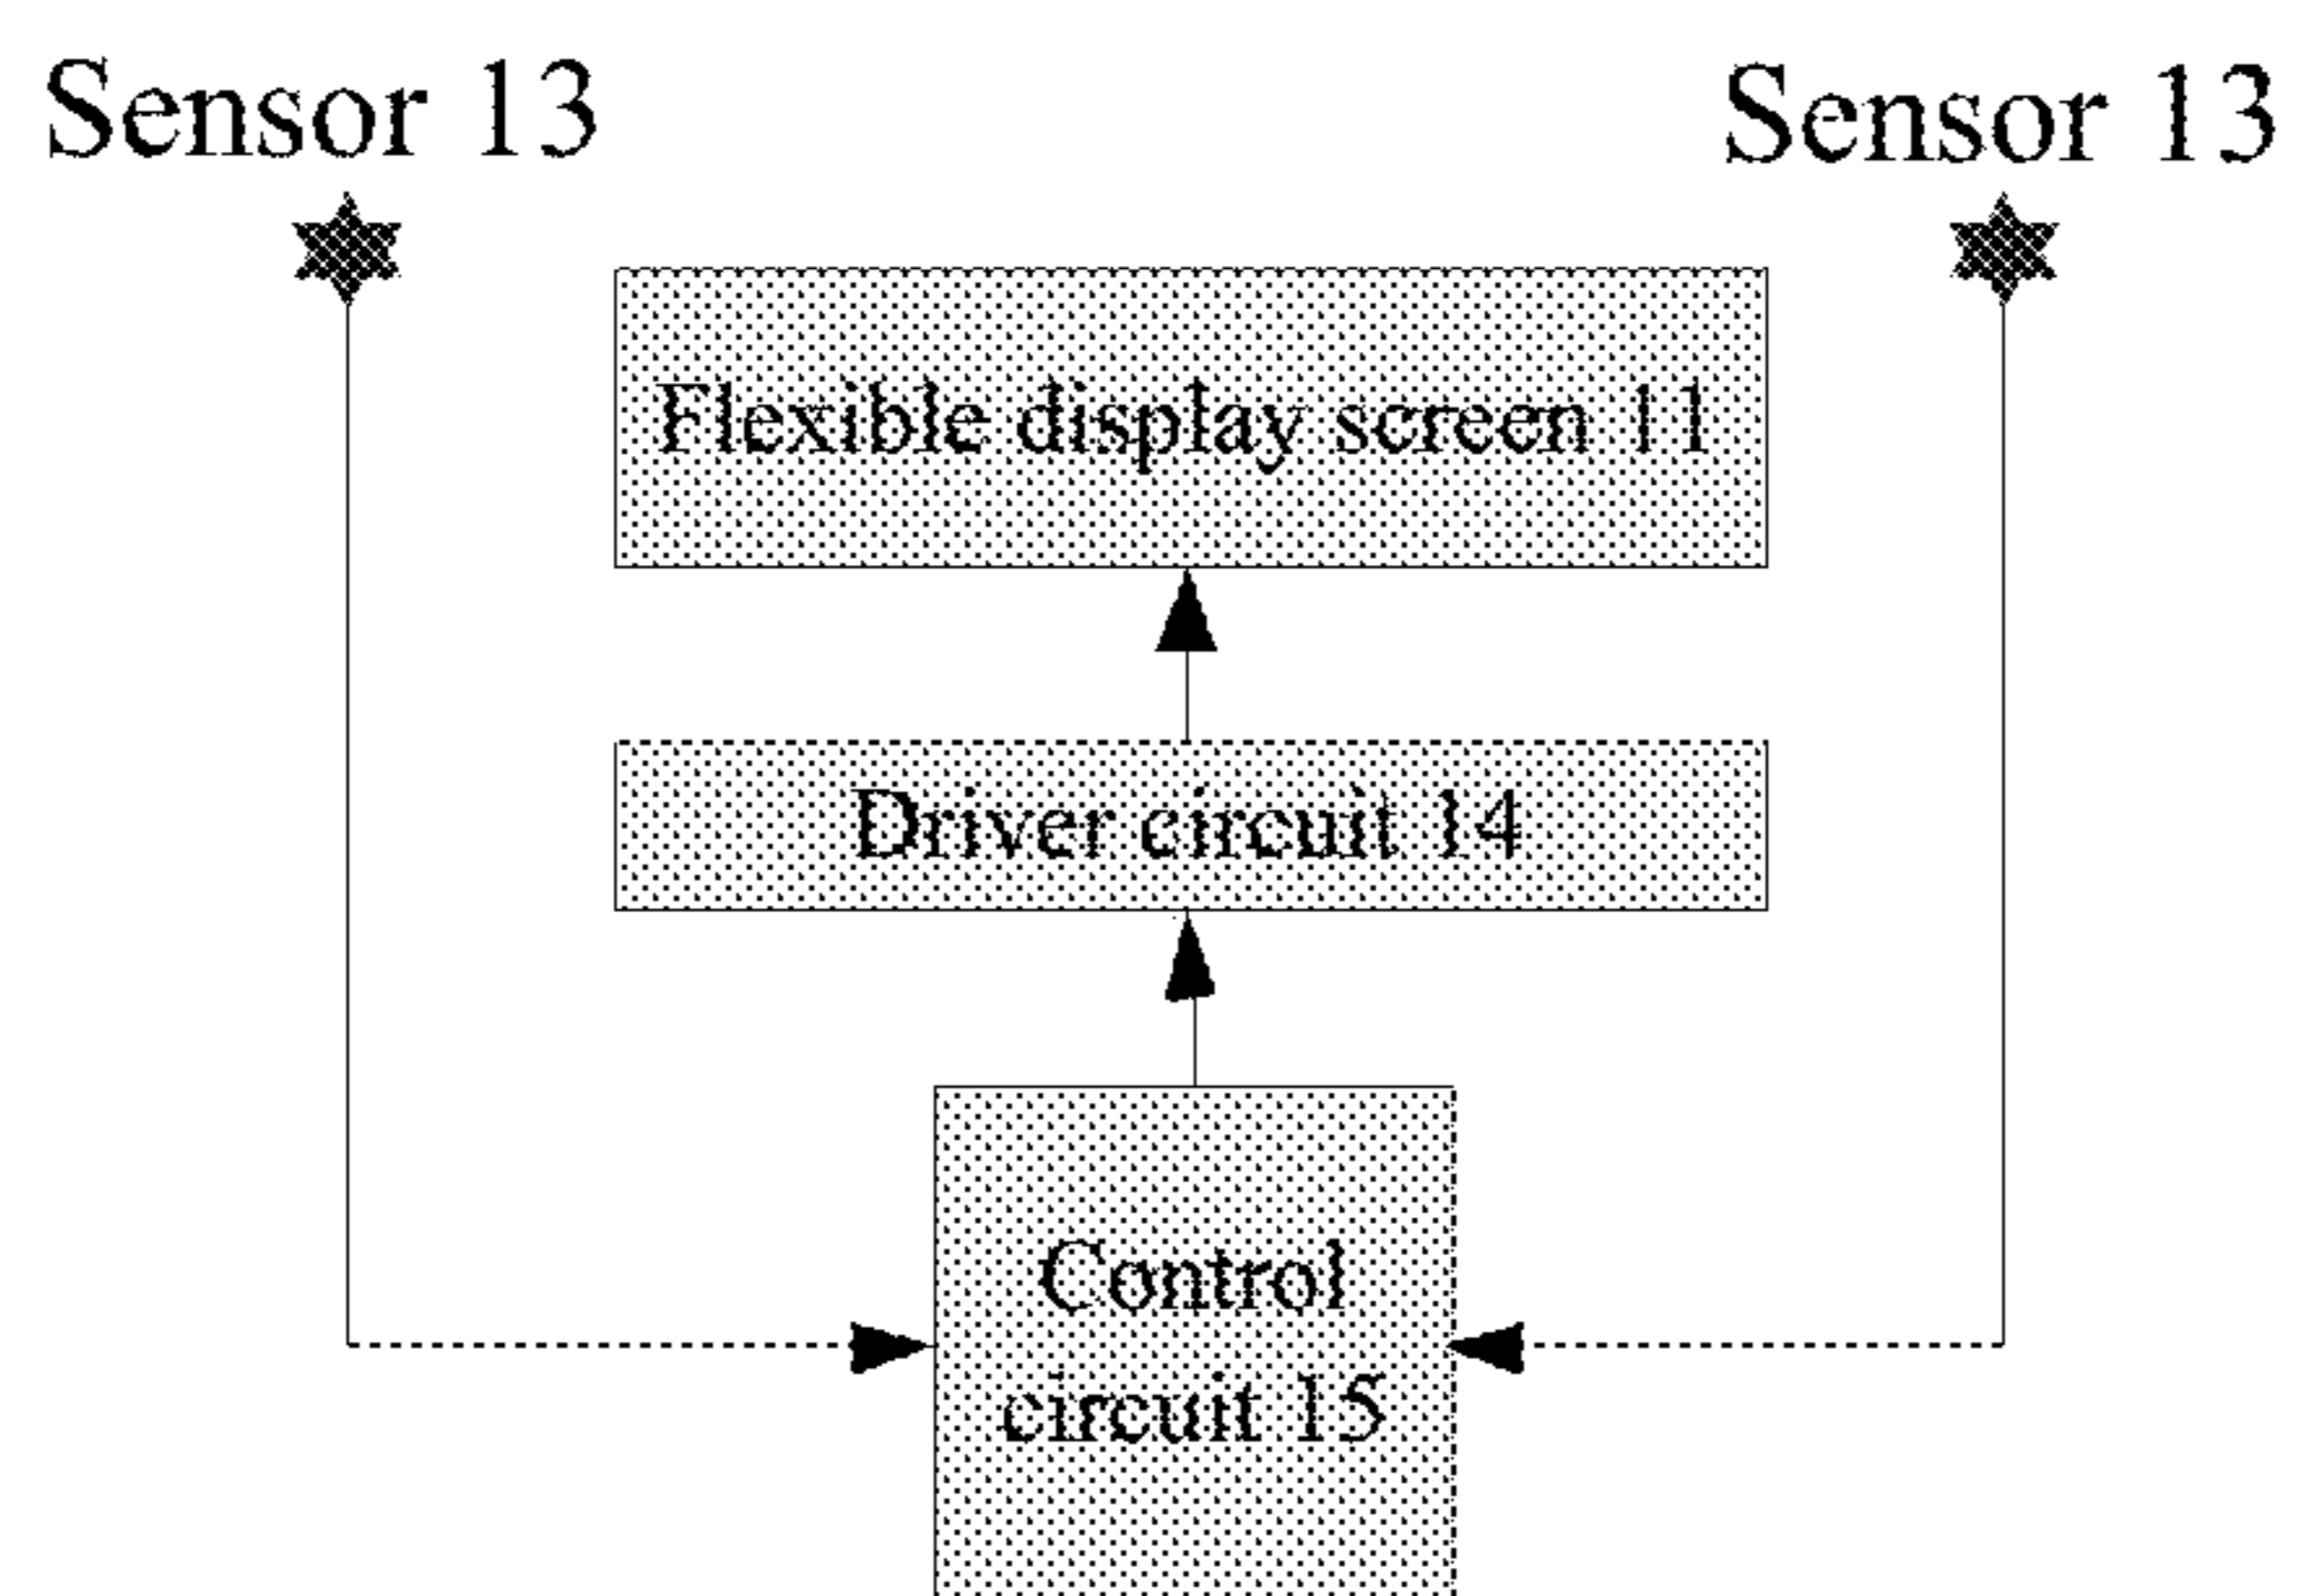 Sensor 13
Sensor 13
Flexible display screen 11
Driver circuit 14
Control
circuit 15